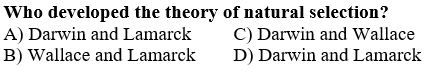 Who developed the theory of natural selection?
A) Darwin and Lamarck C) Darwin and Wallace
B) Wallace and Lamarck D) Darwin and Lamarck